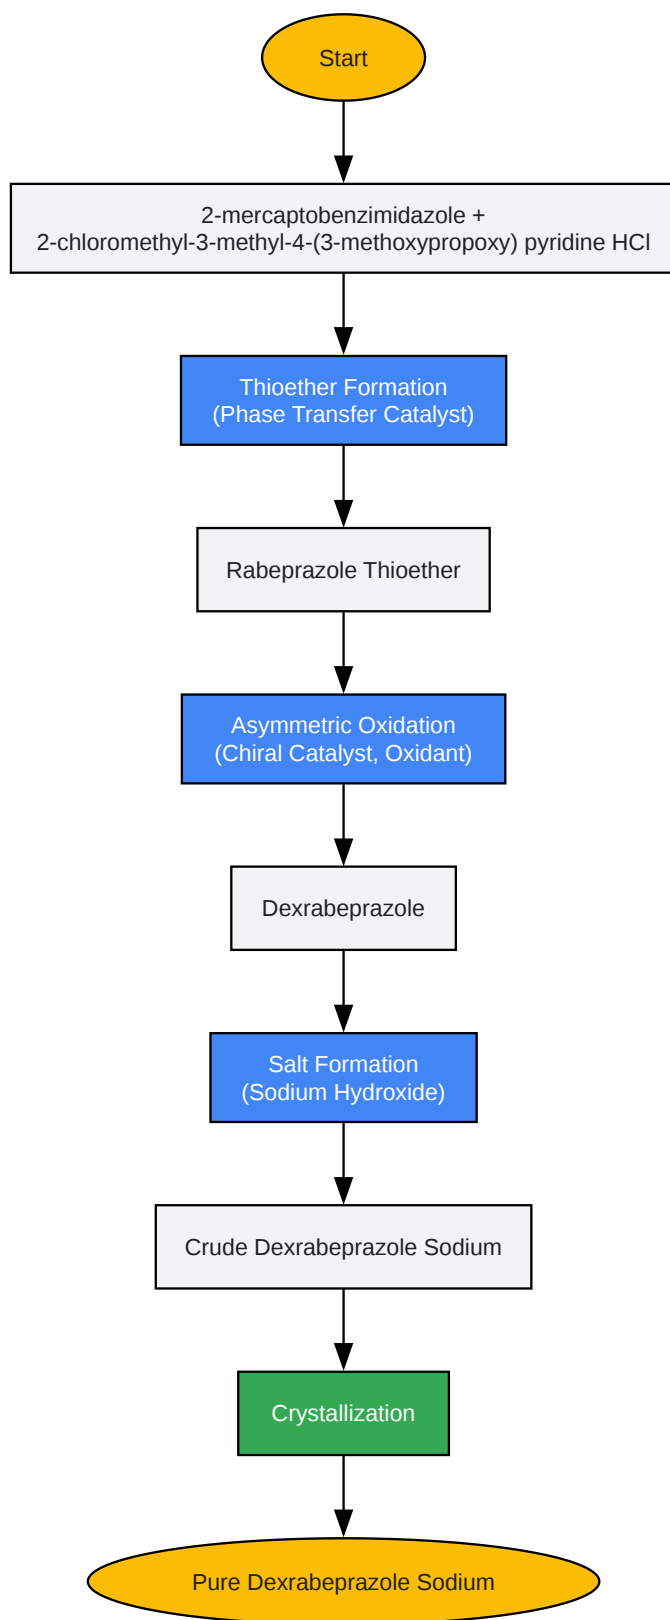 Start
2-mercaptobenzimidazole +
2-chloromethyl-3-methyl-4-(3-methoxypropoxy) pyridine HCl
Thioether Formation
(Phase Transfer Catalyst)
Rabeprazole Thioether
Asymmetric Oxidation
(Chiral Catalyst, Oxidant)
Dexrabeprazole
Salt Formation
(Sodium Hydroxide)
Crude Dexrabeprazole Sodium
Crystallization
Pure Dexrabeprazole Sodium